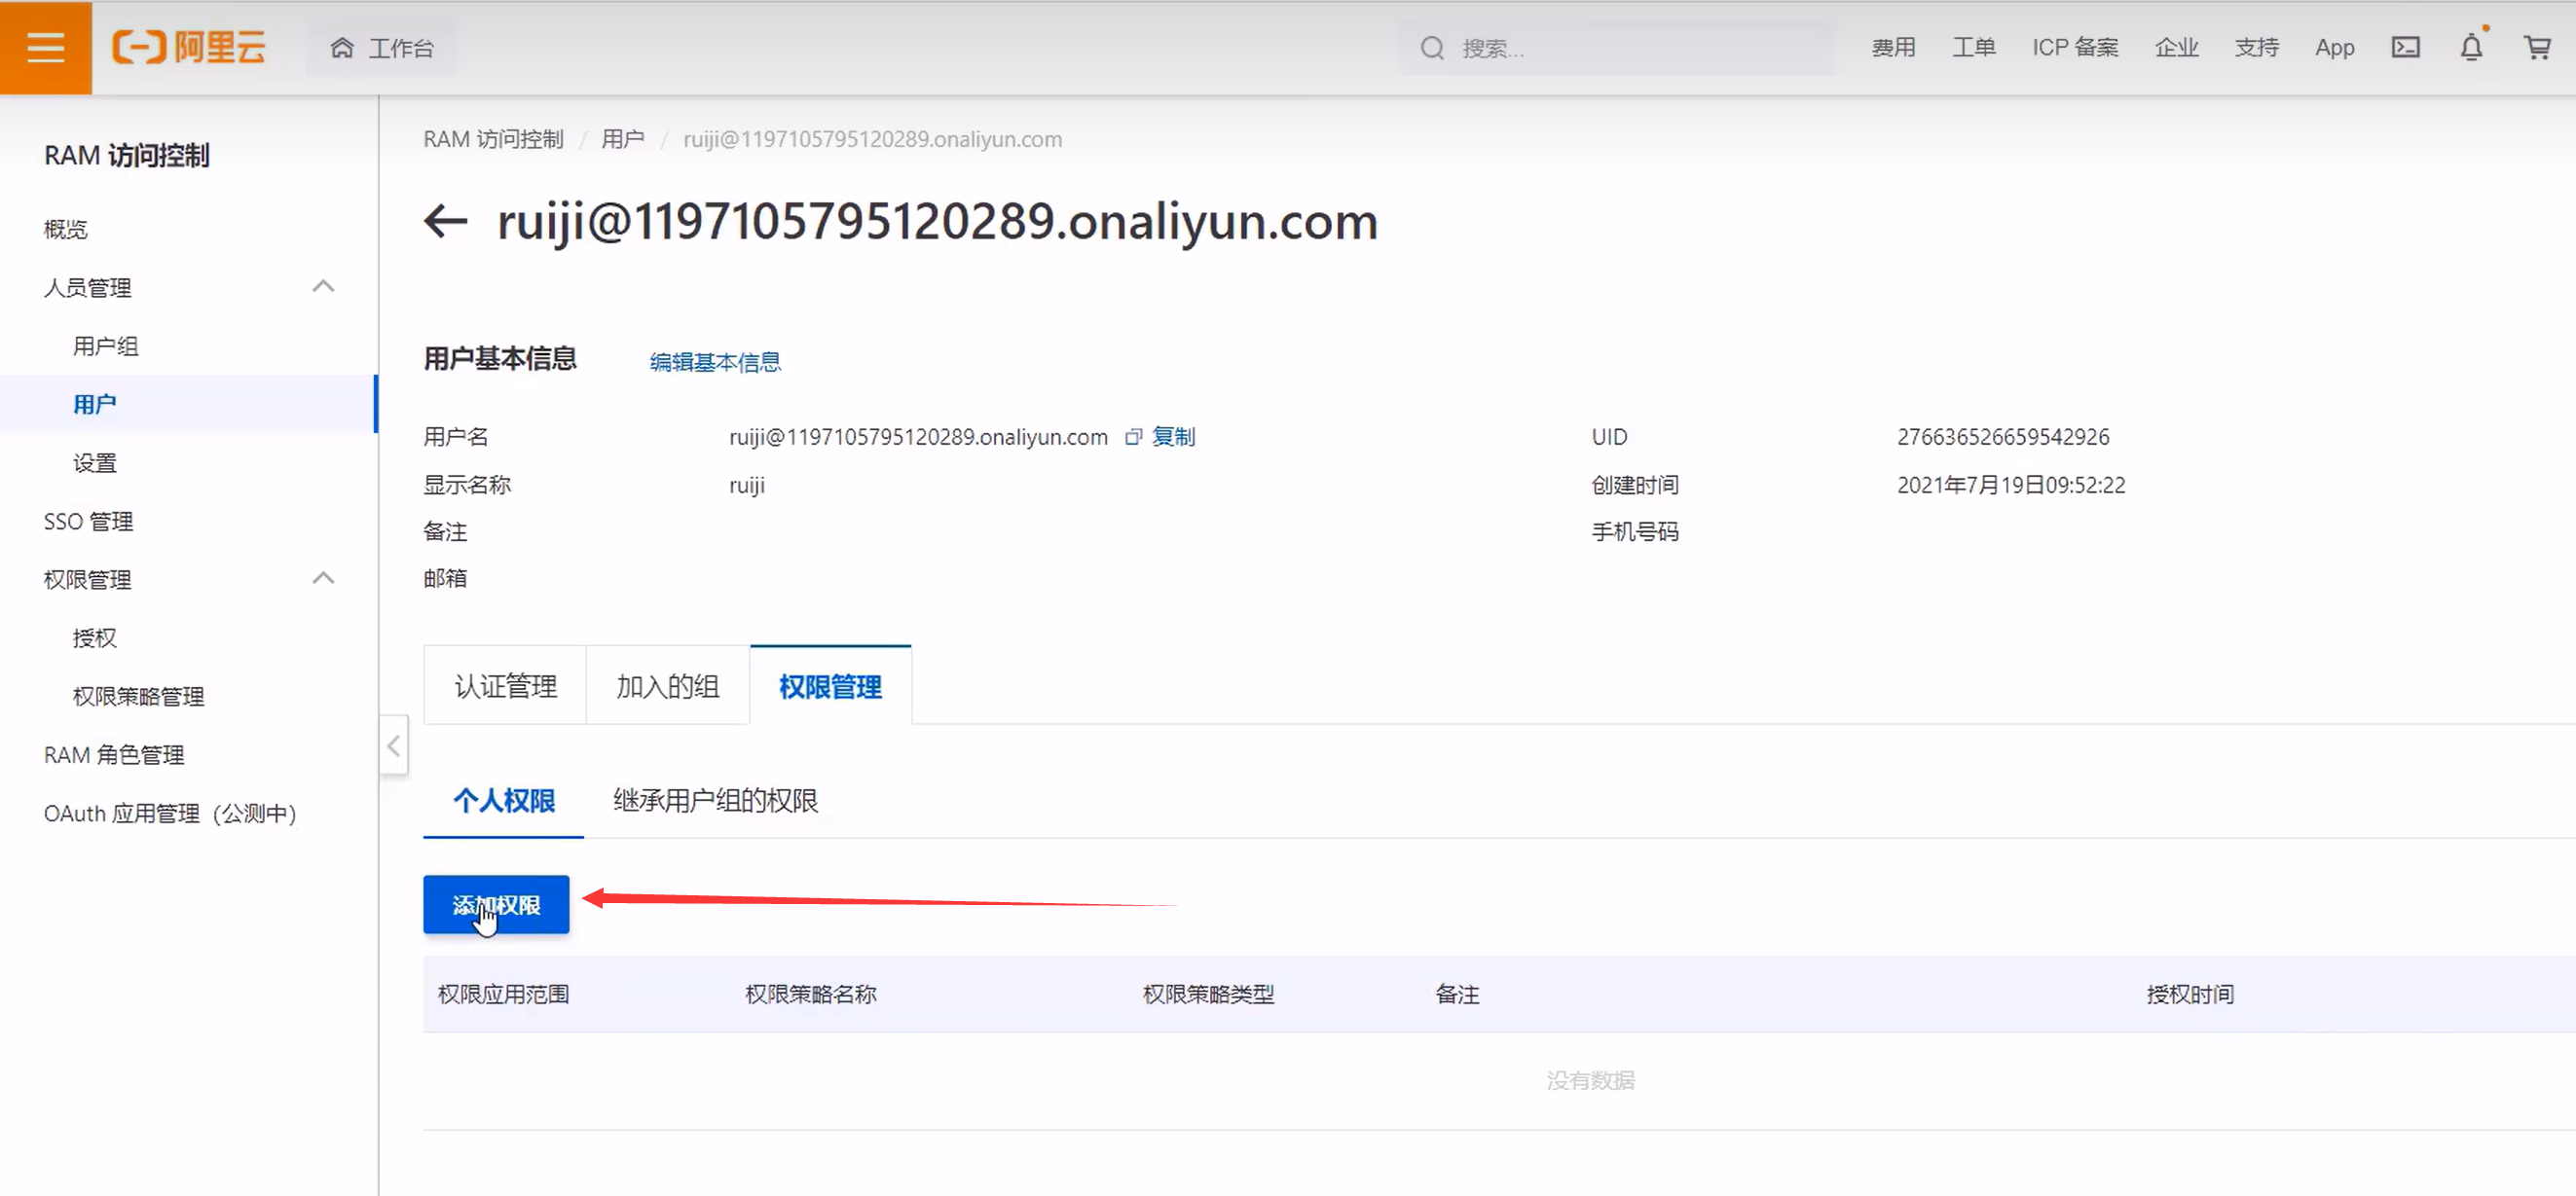 阿里云
工作台
搜索...
费用
工单
ICP 备案
企业
支持
App
RAM 访问控制
概览
人员管理
用户组
用户
设置
SSO 管理
权限管理
授权
权限策略管理
RAM 角色管理
OAuth 应用管理（公测中）
RAM 访问控制 / 用户 / ruiji@1197105795120289.onaliyun.com
ruiji@1197105795120289.onaliyun.com
用户基本信息 编辑基本信息
用户名 ruiji@1197105795120289.onaliyun.com 复制 UID 276636526659542926
显示名称 ruiji 创建时间 2021年7月19日09:52:22
备注 手机号码
邮箱
认证管理 加入的组 权限管理
个人权限 继承用户组的权限
添加权限
权限应用范围 权限策略名称 权限策略类型 备注 授权时间
没有数据